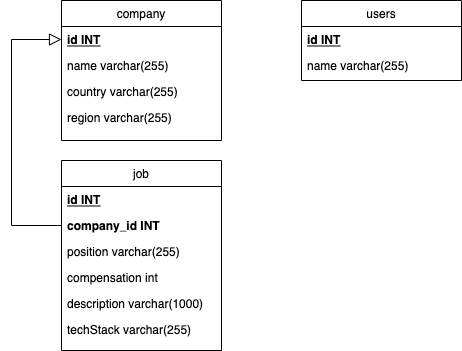 company
id INT
name varchar(255)
country varchar(255)
region varchar(255)
users
id INT
name varchar(255)
job
id INT
company_id INT
position varchar(255)
compensation int
description varchar(1000)
techStack varchar(255)